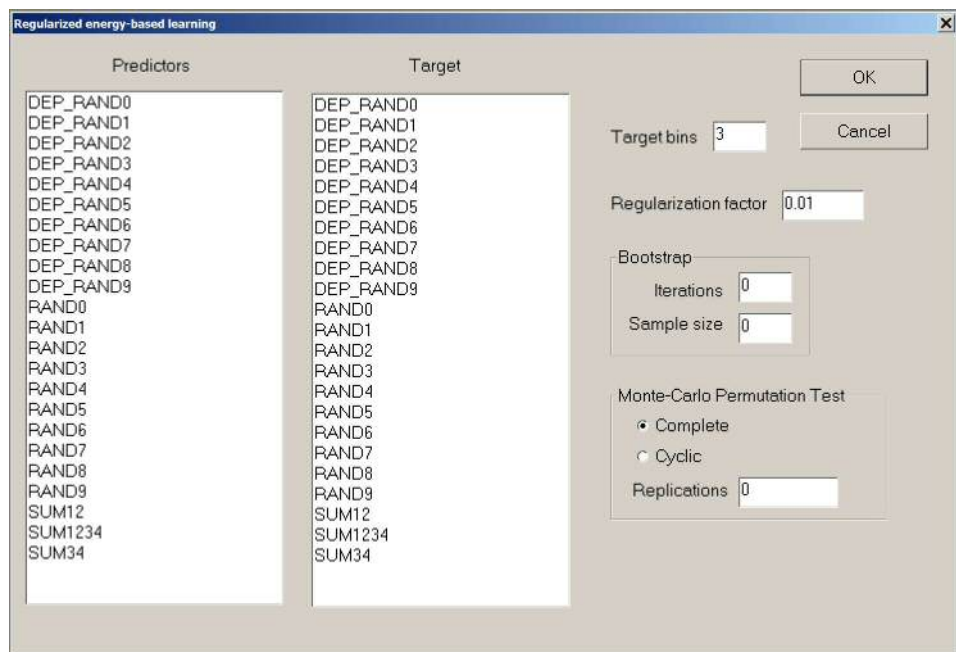 Regularized energy-based learning
Predictors
DEP_RAND0
DEP_RAND1
DEP_RAND2
DEP_RAND3
DEP_RAND4
DEP_RAND5
DEP_RAND6
DEP_RAND7
DEP_RAND8
DEP_RAND9
RAND0
RAND1
RAND2
RAND3
RAND4
RAND5
RAND6
RAND7
RAND8
RAND9
SUM12
SUM1234
SUM34
Target
DEP_RAND0
DEP_RAND1
DEP_RAND2
DEP_RAND3
DEP_RAND4
DEP_RAND5
DEP_RAND6
DEP_RAND7
DEP_RAND8
DEP_RAND9
RAND0
RAND1
RAND2
RAND3
RAND4
RAND5
RAND6
RAND7
RAND8
RAND9
SUM12
SUM1234
SUM34
OK
Cancel
Target bins 3
Regularization factor 0.01
Bootstrap
Iterations 0
Sample size 0
Monte-Carlo Permutation Test
Complete
Cyclic
Replications 0